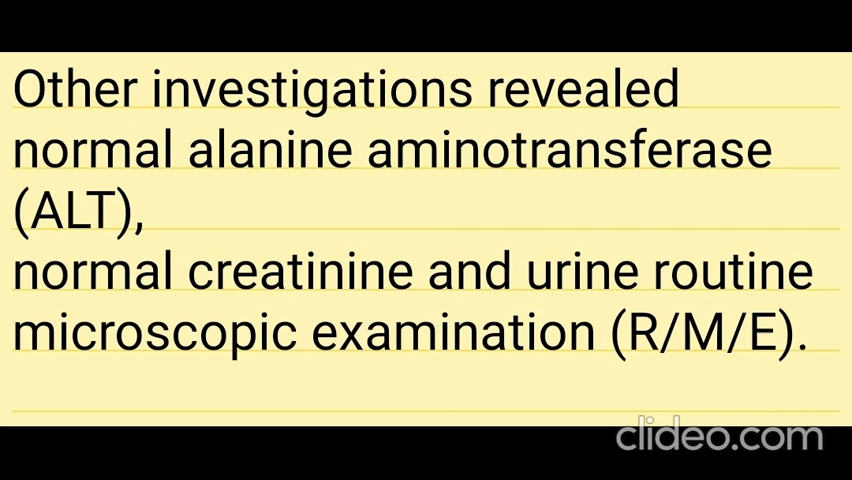 Other investigations revealed
normal alanine aminotransferase
(ALT),
normal creatinine and urine routine
microscopic examination (R/M/E).
clideo.com